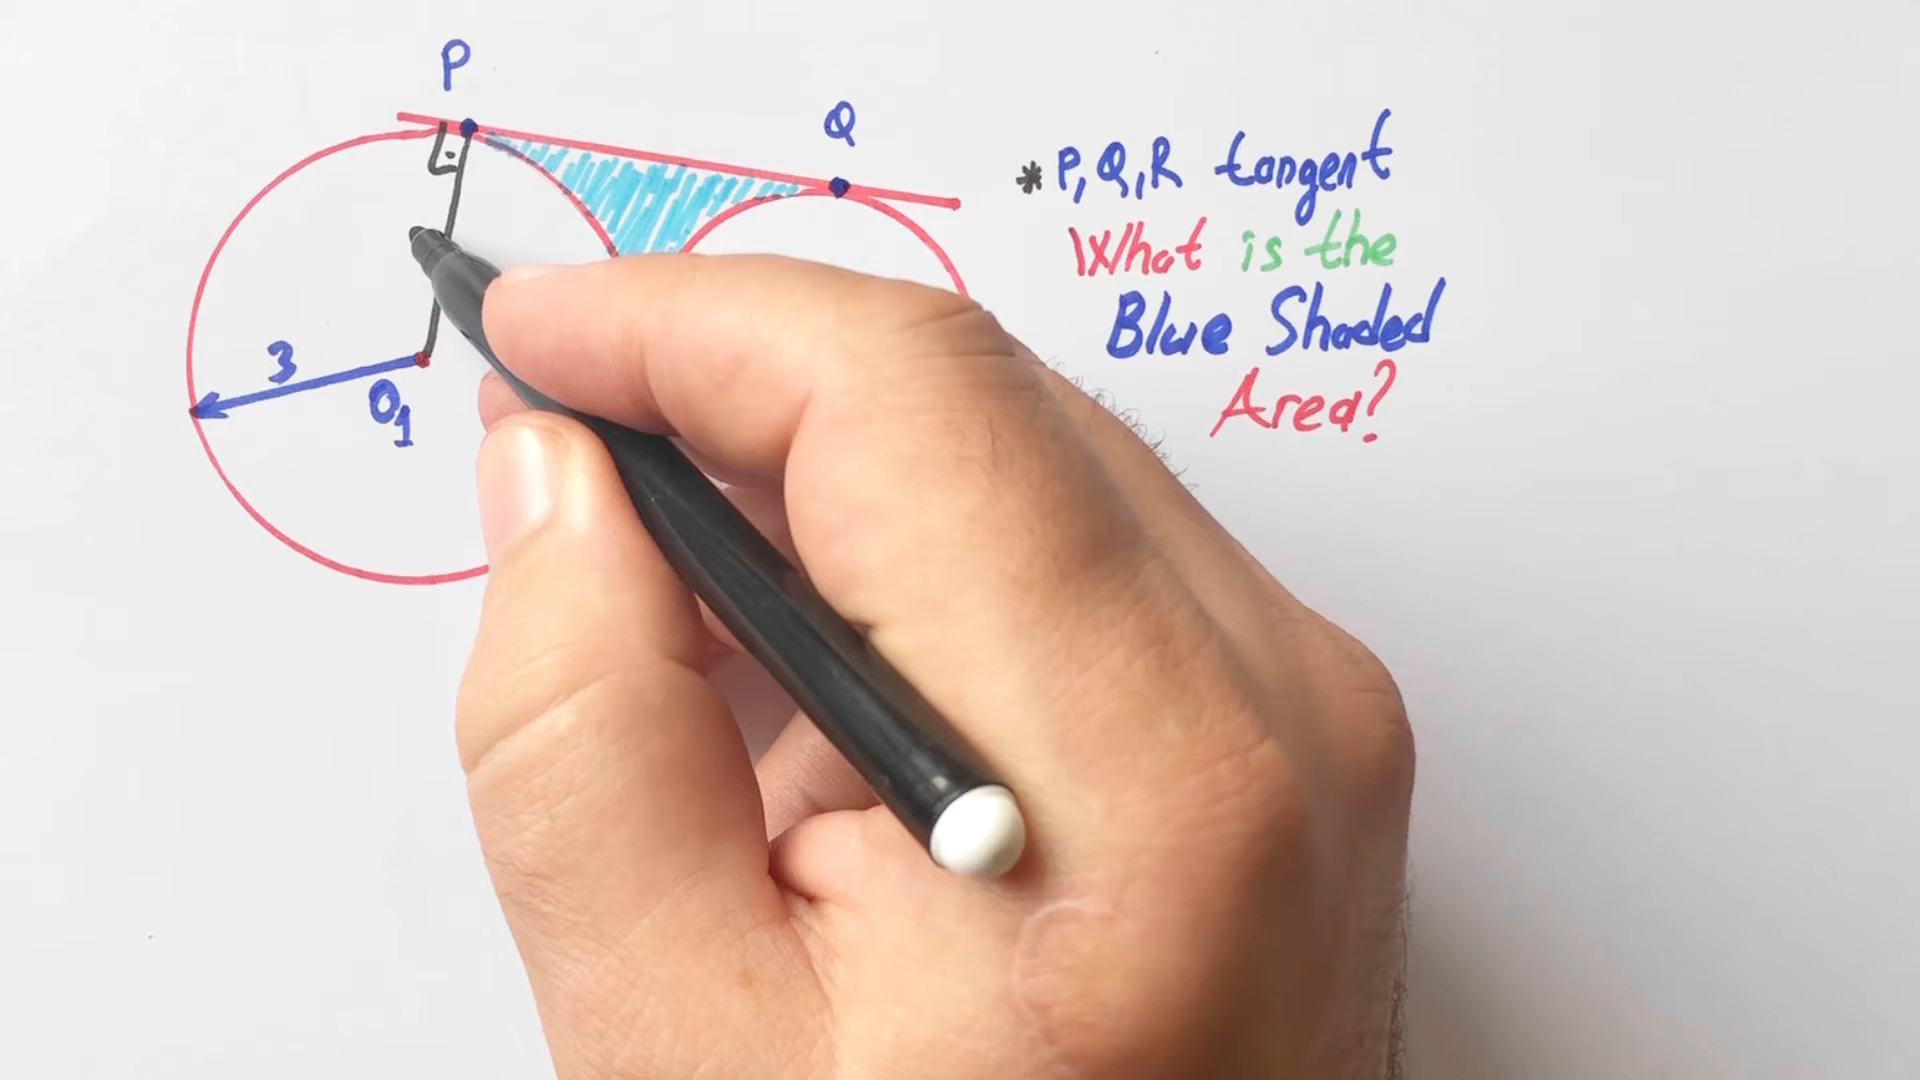 P
Q
3
O1
* P, Q, R tangent
What is the
Blue Shaded
Area?